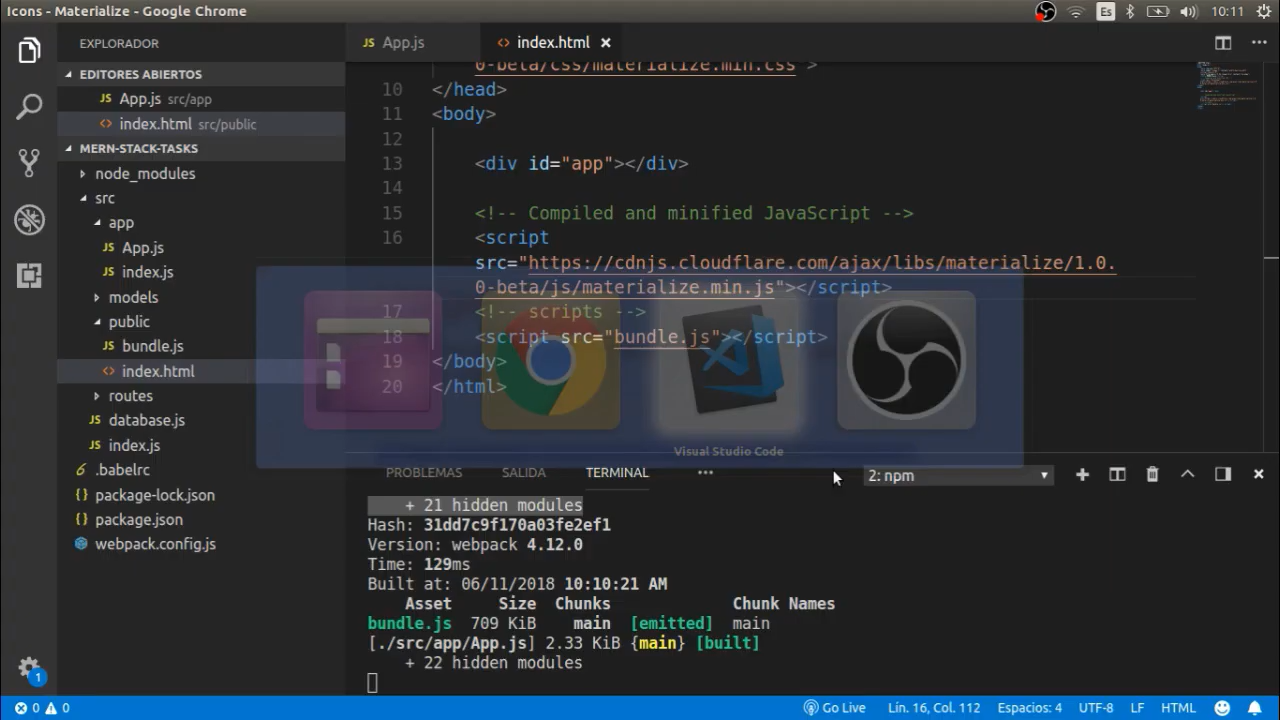 Icons - Materialize - Google Chrome
Es
10:11
EXPLORADOR
EDITORES ABIERTOS
JS App.js src/app
<> index.html src/public
MERN-STACK-TASKS
node_modules
src
app
JS App.js
JS index.js
models
public
JS bundle.js
<> index.html
routes
JS database.js
JS index.js
.babelrc
package-lock.json
package.json
webpack.config.js
1
JS App.js
<> index.html
0-beta/css/materialize.min.css">
10 </head>
11 <body>
12
13 <div id="app"></div>
14
15 <!-- Compiled and minified JavaScript -->
16 <script
src="https://cdnjs.cloudflare.com/ajax/libs/materialize/1.0.
0-beta/js/materialize.min.js"></script>
17 <!-- scripts -->
18 <script src="bundle.js"></script>
19 </body>
20 </html>
Visual Studio Code
PROBLEMAS SALIDA TERMINAL ••• 2: npm
+ 21 hidden modules
Hash: 31dd7c9f170a03fe2ef1
Version: webpack 4.12.0
Time: 129ms
Built at: 06/11/2018 10:10:21 AM
Asset Size Chunks Chunk Names
bundle.js 709 KiB main [emitted] main
[./src/app/App.js] 2.33 KiB {main} [built]
+ 22 hidden modules
0 0 Go Live Lín. 16, Col. 112 Espacios: 4 UTF-8 LF HTML